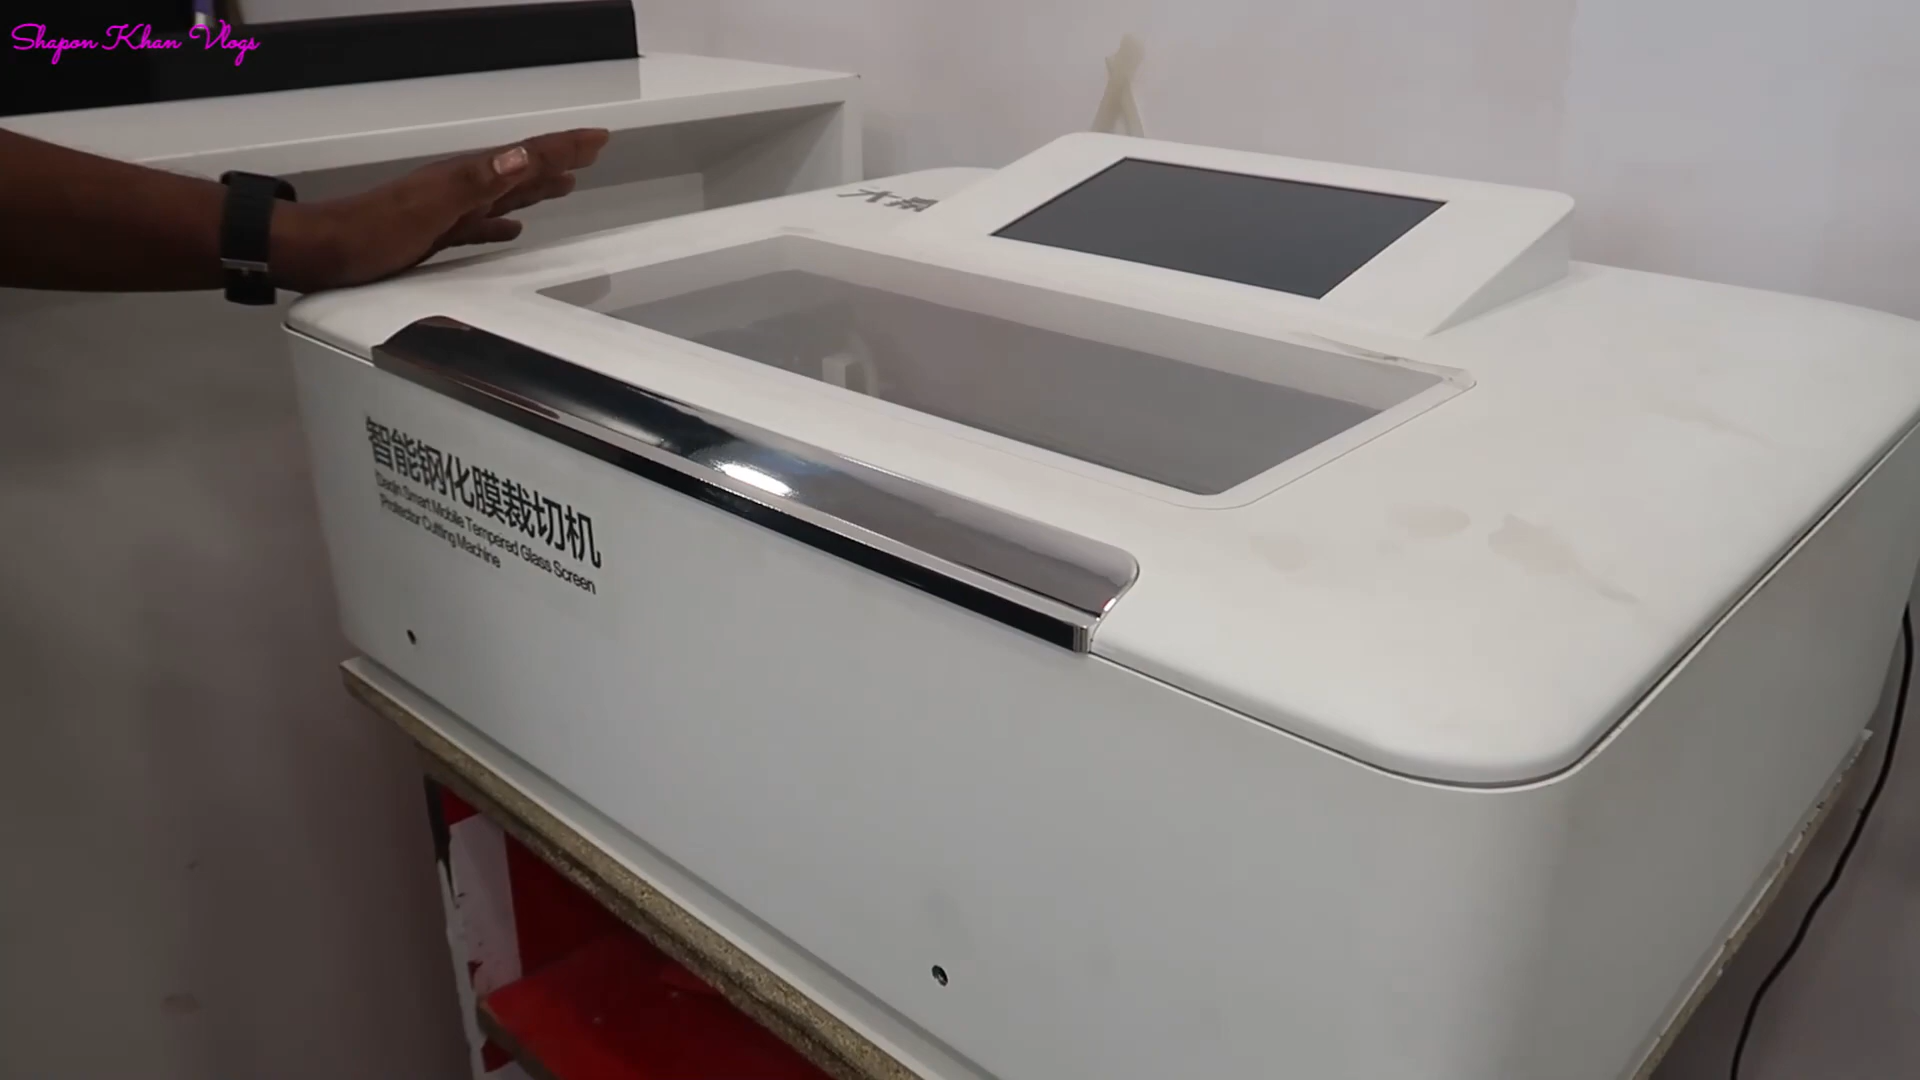 Shapon Khan Vlogs
智能钢化膜裁切机
Daqin Smart Mobile Tempered Glass Screen
Protector Cutting Machine